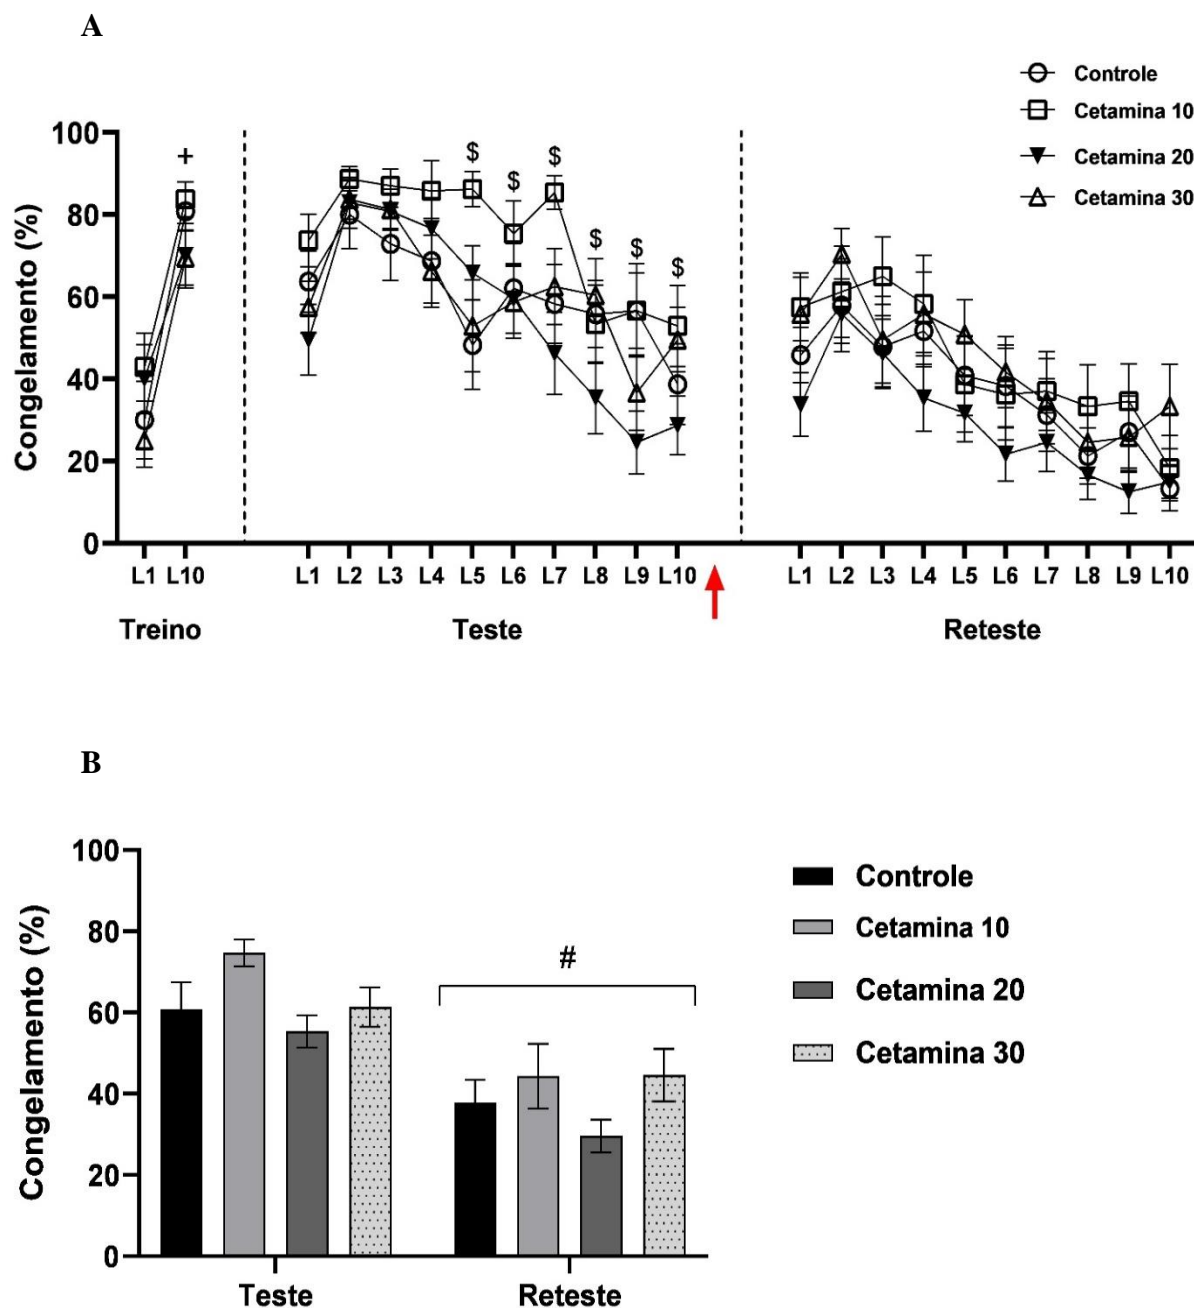 A
Controle
Cetamina 10
Cetamina 20
Cetamina 30
Congelamento (%)
100
80
60
40
20
0
+
$ $ $ $ $ $
L1 L10 L1 L2 L3 L4 L5 L6 L7 L8 L9 L10 L1 L2 L3 L4 L5 L6 L7 L8 L9 L10
Treino Teste Reteste
B
Congelamento (%)
100
80
60
40
20
0
#
Controle
Cetamina 10
Cetamina 20
Cetamina 30
Teste Reteste